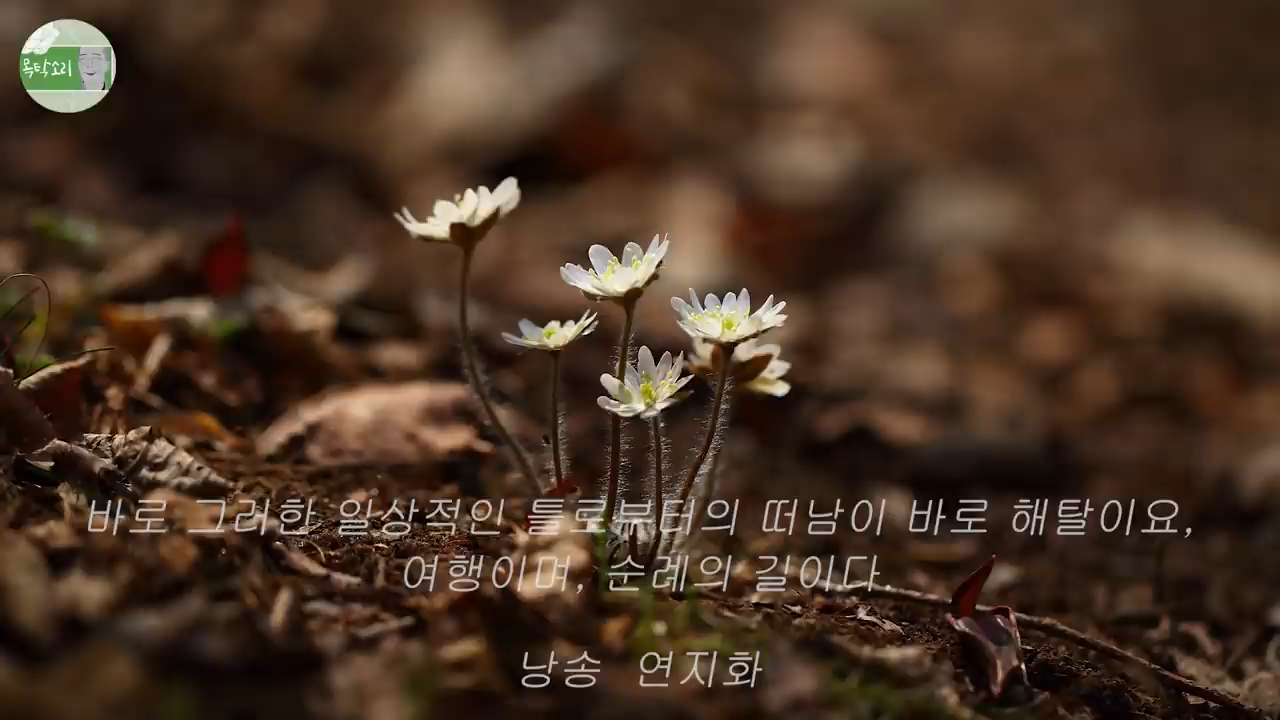 목탁소리
바로 그러한 일상적인 틀로부터의 떠남이 바로 해탈이요,
여행이며, 순례의 길이다.
낭송 연지화